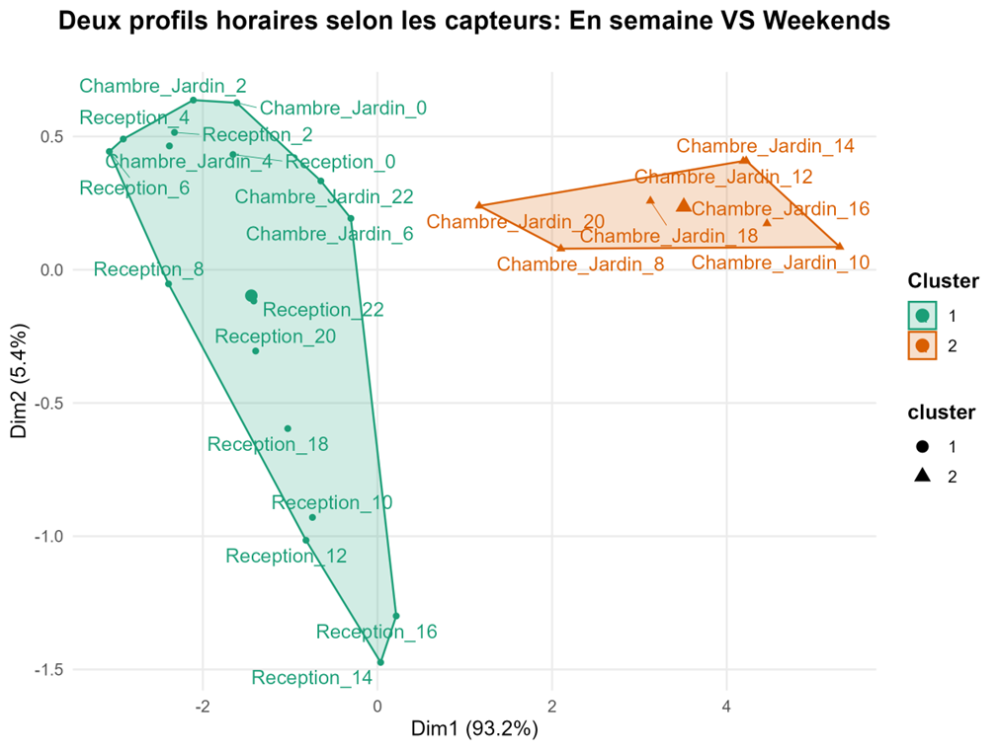 Deux profils horaires selon les capteurs: En semaine VS Weekends
Chambre_Jardin_2
Chambre_Jardin_0
Reception_4
Reception_2
Chambre_Jardin_4
Reception_0
Reception_6
Chambre_Jardin_22
Chambre_Jardin_6
Reception_8
Reception_22
Reception_20
Reception_18
Reception_10
Reception_12
Reception_16
Reception_14
Chambre_Jardin_14
Chambre_Jardin_12
Chambre_Jardin_16
Chambre_Jardin_20
Chambre_Jardin_18
Chambre_Jardin_8
Chambre_Jardin_10
0.5
0.0
-0.5
-1.0
-1.5
Dim2 (5.4%)
-2
0
2
4
Dim1 (93.2%)
Cluster
1
2
cluster
1
2